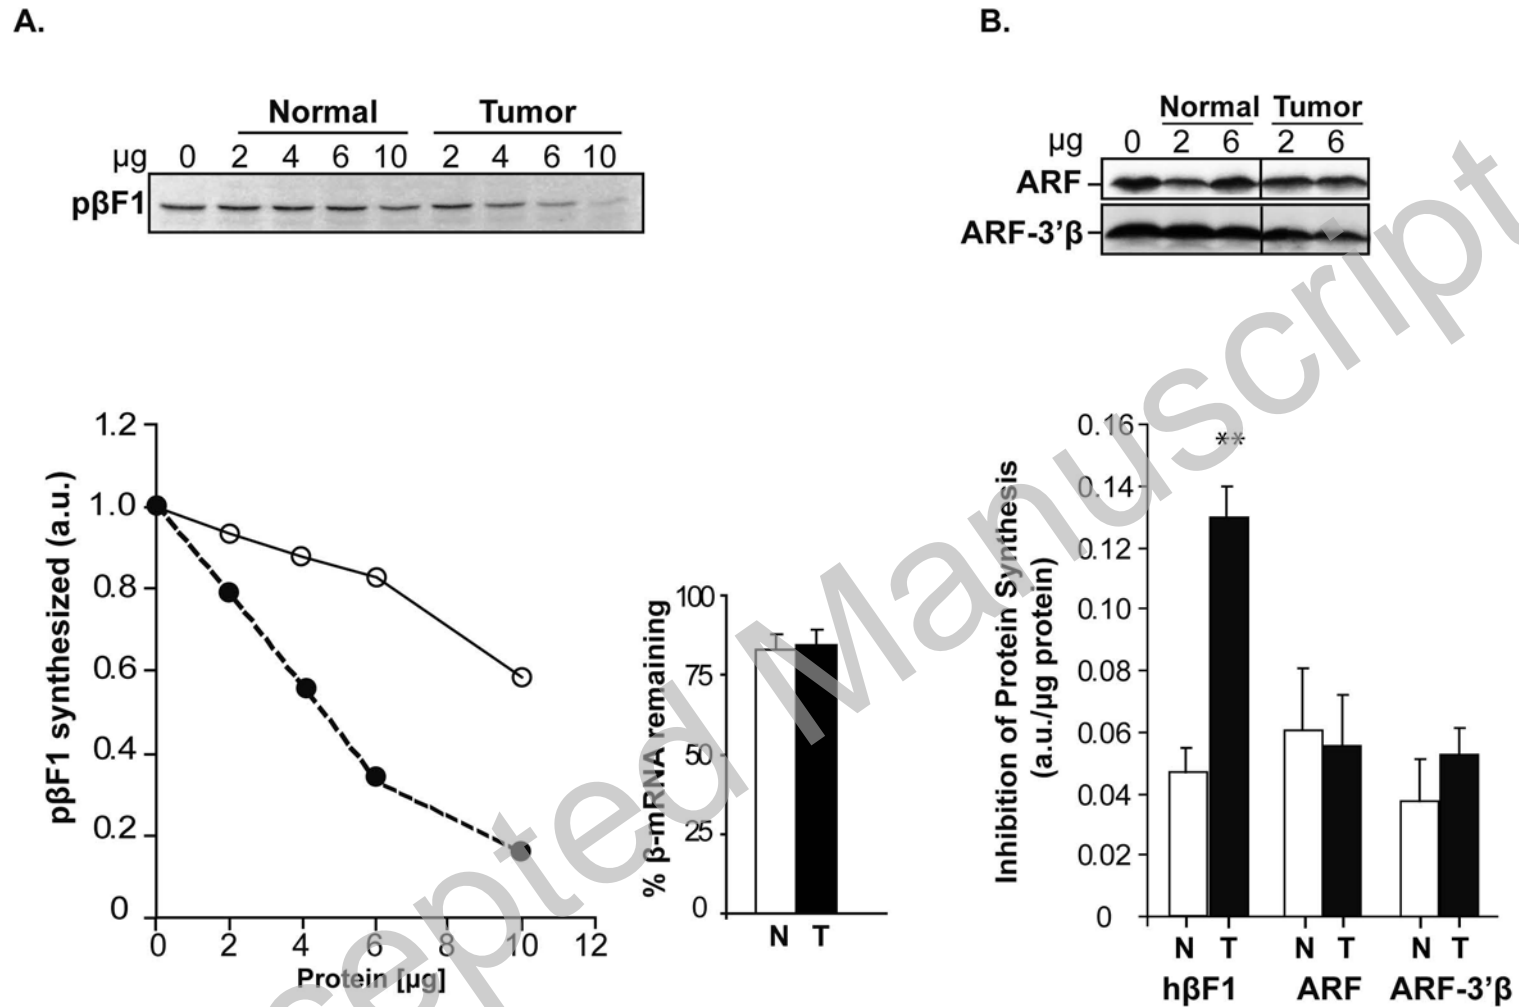 A.
Normal Tumor
µg 0 2 4 6 10 2 4 6 10
pβF1
1.2
1.0
0.8
0.6
0.4
0.2
0
pβF1 synthesized (a.u.)
0 2 4 6 8 10 12
Protein [µg]
100
75
50
25
0
% β-mRNA remaining
N T
B.
Normal Tumor
µg 0 2 6 2 6
ARF
ARF-3'β
0.16
0.14
0.12
0.10
0.08
0.06
0.04
0.02
0
Inhibition of Protein Synthesis
(a.u./µg protein)
**
N T N T N T
hβF1 ARF ARF-3'β
cepted Manuscript